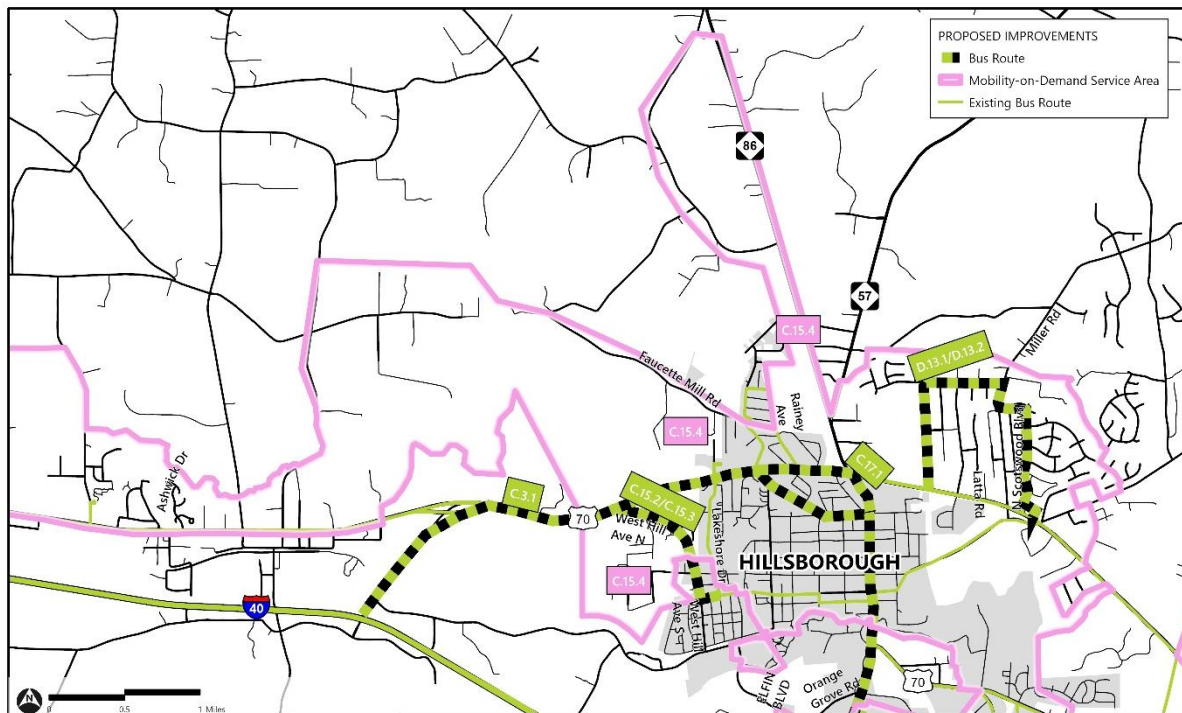 PROPOSED IMPROVEMENTS
Bus Route
Mobility-on-Demand Service Area
Existing Bus Route
86
57
C.15.4
Miller Rd
D.13.1/D.13.2
Faucette Mill Rd
Rainey
Ave
C.15.4
C.17.1
Ashwick Dr
C.3.1
C.15.2/C.15.3
Latta Rd
N Scotswood Blvd
70
West Hill
Ave N
Lakeshore Dr
HILLSBOROUGH
C.15.4
40
West Hill
Ave S
ELFIN
BLVD
Orange
Grove Rd
70
N
0 0.5 1 Miles